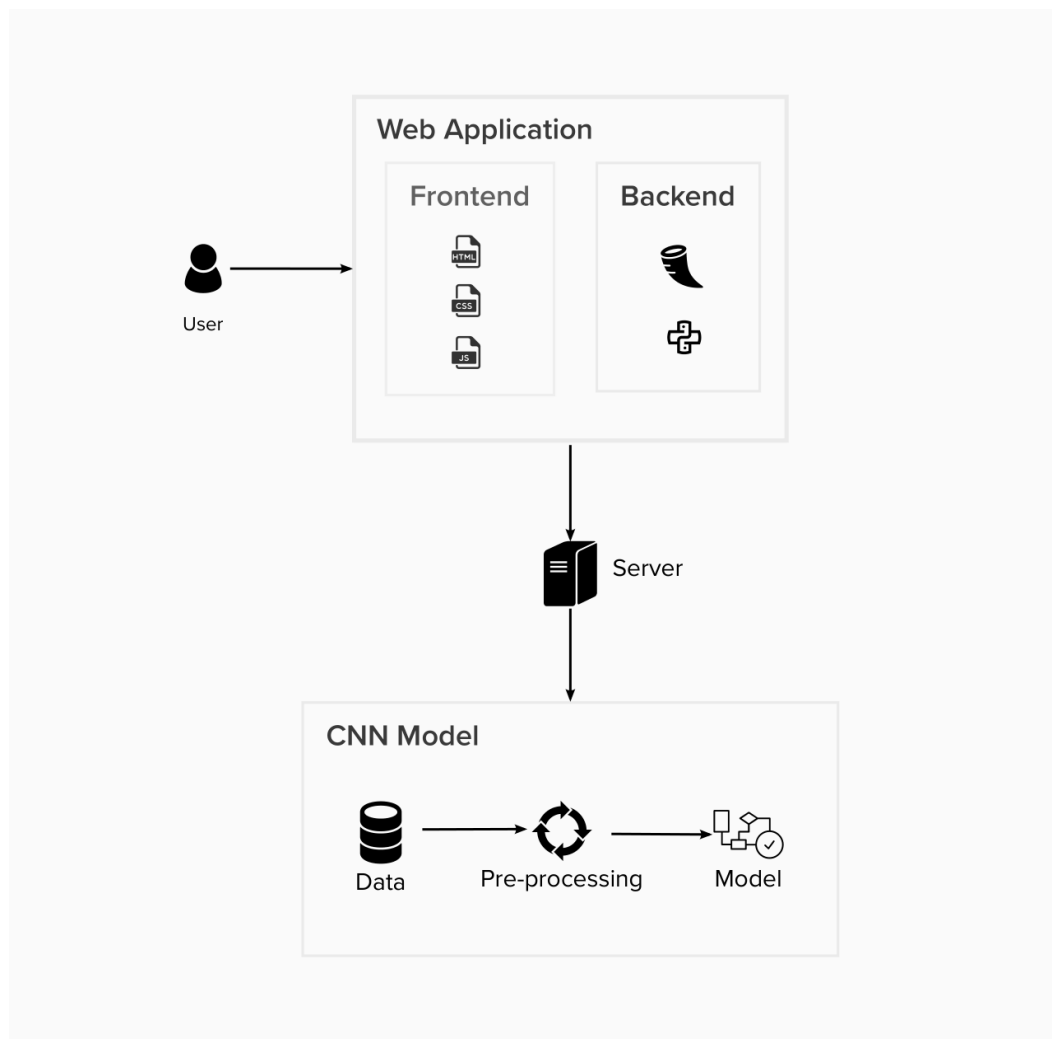 Web Application
Frontend
Backend
HTML
CSS
JS
User
Server
CNN Model
Data
Pre-processing
Model